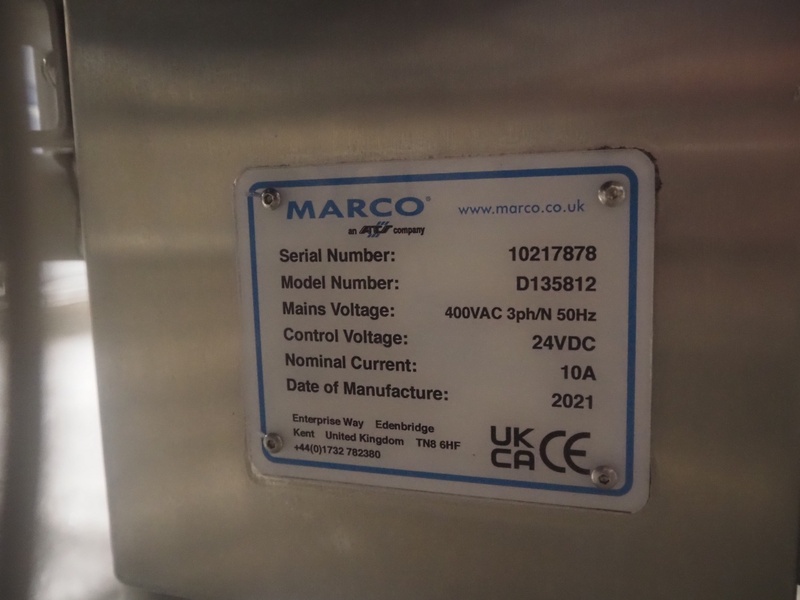 MARCO® www.marco.co.uk
an ATS company
Serial Number: 10217878
Model Number: D135812
Mains Voltage: 400VAC 3ph/N 50Hz
Control Voltage: 24VDC
Nominal Current: 10A
Date of Manufacture: 2021
Enterprise Way Edenbridge
Kent United Kingdom TN8 6HF
+44(0)1732 782380
UK
CA CE